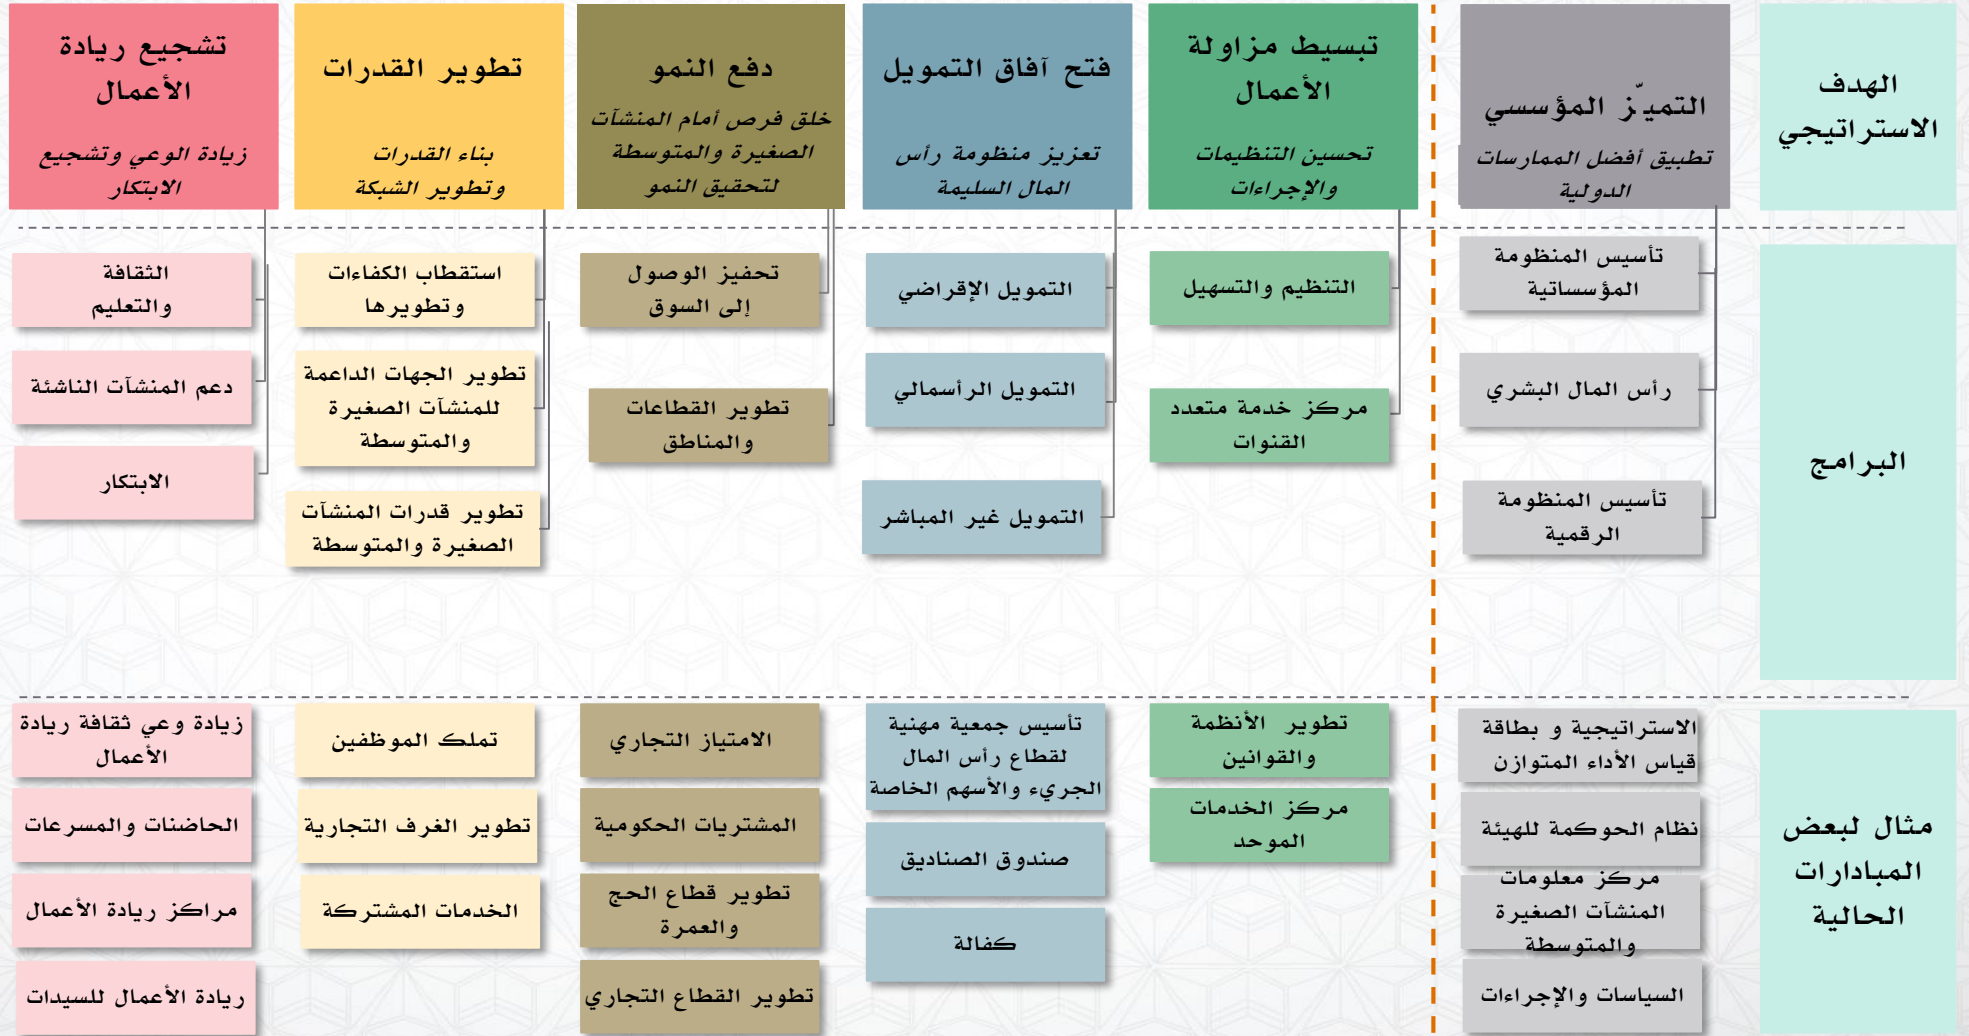 الهدف
الاستراتيجي
التميّز المؤسسي
تطبيق أفضل الممارسات
الدولية
تبسيط مزاولة
الأعمال
تحسين التنظيمات
والإجراءات
فتح آفاق التمويل
تعزيز منظومة رأس
المال السليمة
دفع النمو
خلق فرص أمام المنشآت
الصغيرة والمتوسطة
لتحقيق النمو
تطوير القدرات
بناء القدرات
وتطوير الشبكة
تشجيع ريادة
الأعمال
زيادة الوعي وتشجيع
الابتكار
البرامج
تأسيس المنظومة
المؤسساتية
رأس المال البشري
تأسيس المنظومة
الرقمية
التنظيم والتسهيل
مركز خدمة متعدد
القنوات
التمويل الإقراضي
التمويل الرأسمالي
التمويل غير المباشر
تحفيز الوصول
إلى السوق
تطوير القطاعات
والمناطق
استقطاب الكفاءات
وتطويرها
تطوير الجهات الداعمة
للمنشآت الصغيرة
والمتوسطة
تطوير قدرات المنشآت
الصغيرة والمتوسطة
الثقافة
والتعليم
دعم المنشآت الناشئة
الابتكار
مثال لبعض
المبادارات
الحالية
الاستراتيجية و بطاقة
قياس الأداء المتوازن
نظام الحوكمة للهيئة
مركز معلومات
المنشآت الصغيرة
والمتوسطة
السياسات والإجراءات
تطوير الأنظمة
والقوانين
مركز الخدمات
الموحد
تأسيس جمعية مهنية
لقطاع رأس المال
الجريء والأسهم الخاصة
صندوق الصناديق
كفالة
الامتياز التجاري
المشتريات الحكومية
تطوير قطاع الحج
والعمرة
تطوير القطاع التجاري
تملك الموظفين
تطوير الغرف التجارية
الخدمات المشتركة
زيادة وعي ثقافة ريادة
الأعمال
الحاضنات والمسرعات
مراكز ريادة الأعمال
ريادة الأعمال للسيدات